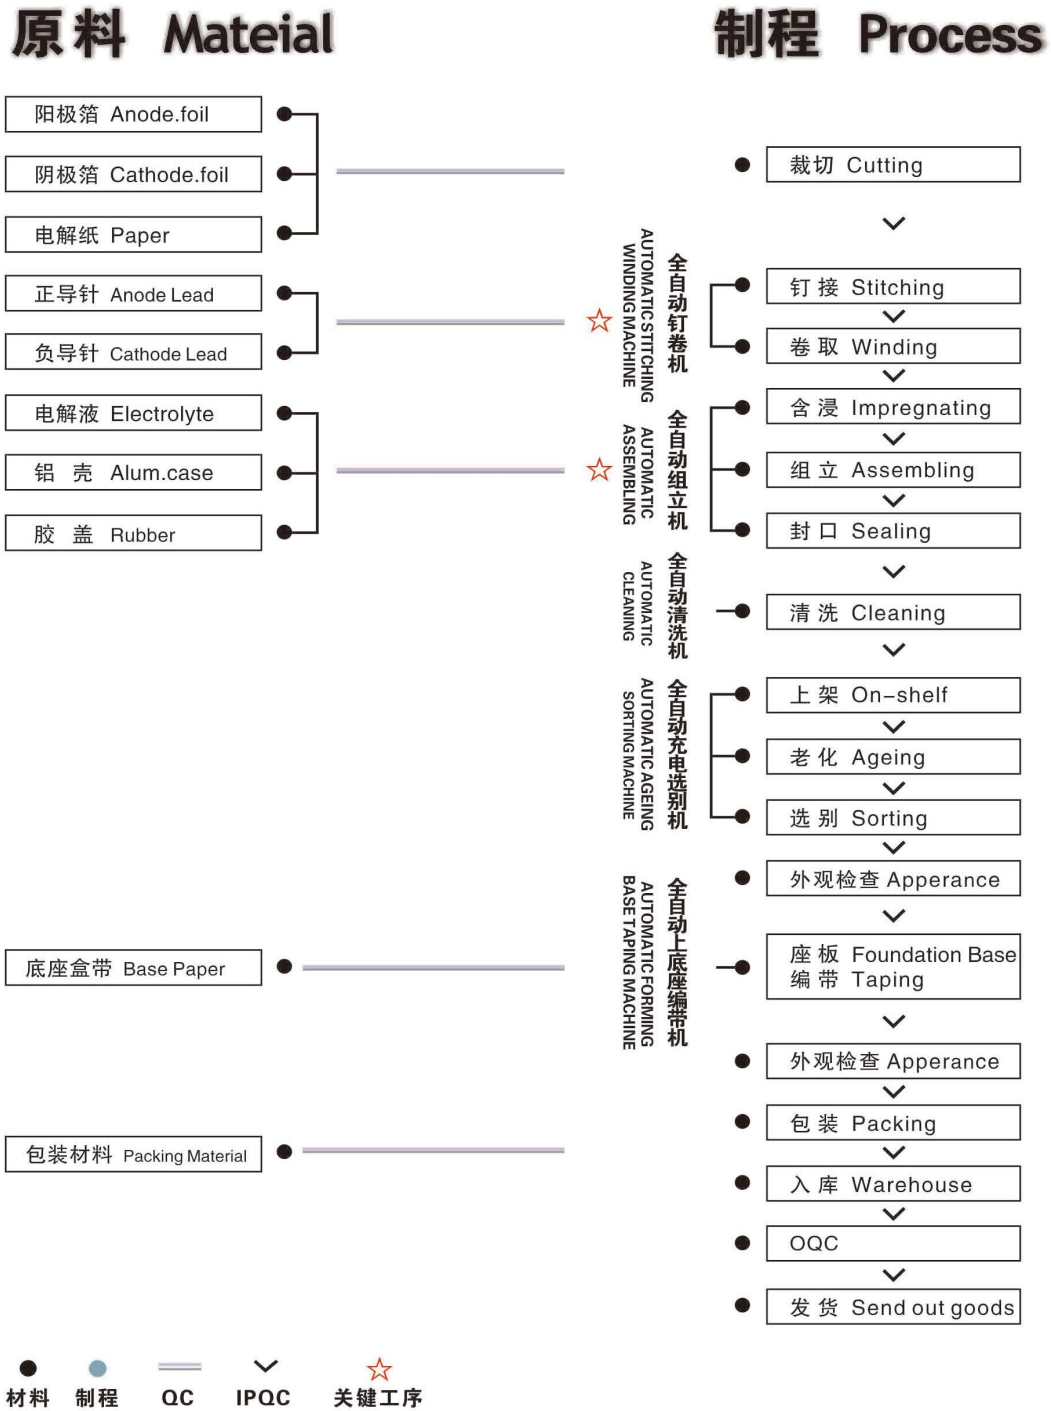 原料 Mateial
制程 Process
阳极箔 Anode.foil
阴极箔 Cathode.foil
电解纸 Paper
正导针 Anode Lead
负导针 Cathode Lead
电解液 Electrolyte
铝 壳 Alum.case
胶 盖 Rubber
底座盒带 Base Paper
包装材料 Packing Material
全自动钉卷机
AUTOMATIC STITCHING
WINDING MACHINE
全自动组立机
AUTOMATIC
ASSEMBLING
全自动清洗机
AUTOMATIC
CLEANING
全自动充电选别机
AUTOMATIC AGEING
SORTING MACHINE
全自动上底座编带机
AUTOMATIC FORMING
BASE TAPING MACHINE
裁切 Cutting
钉 接 Stitching
卷 取 Winding
含 浸 Impregnating
组 立 Assembling
封 口 Sealing
清 洗 Cleaning
上 架 On-shelf
老 化 Ageing
选 别 Sorting
外观检查 Apperance
座 板 Foundation Base
编 带 Taping
外观检查 Apperance
包 装 Packing
入 库 Warehouse
OQC
发 货 Send out goods
材料 制程 QC IPQC 关键工序